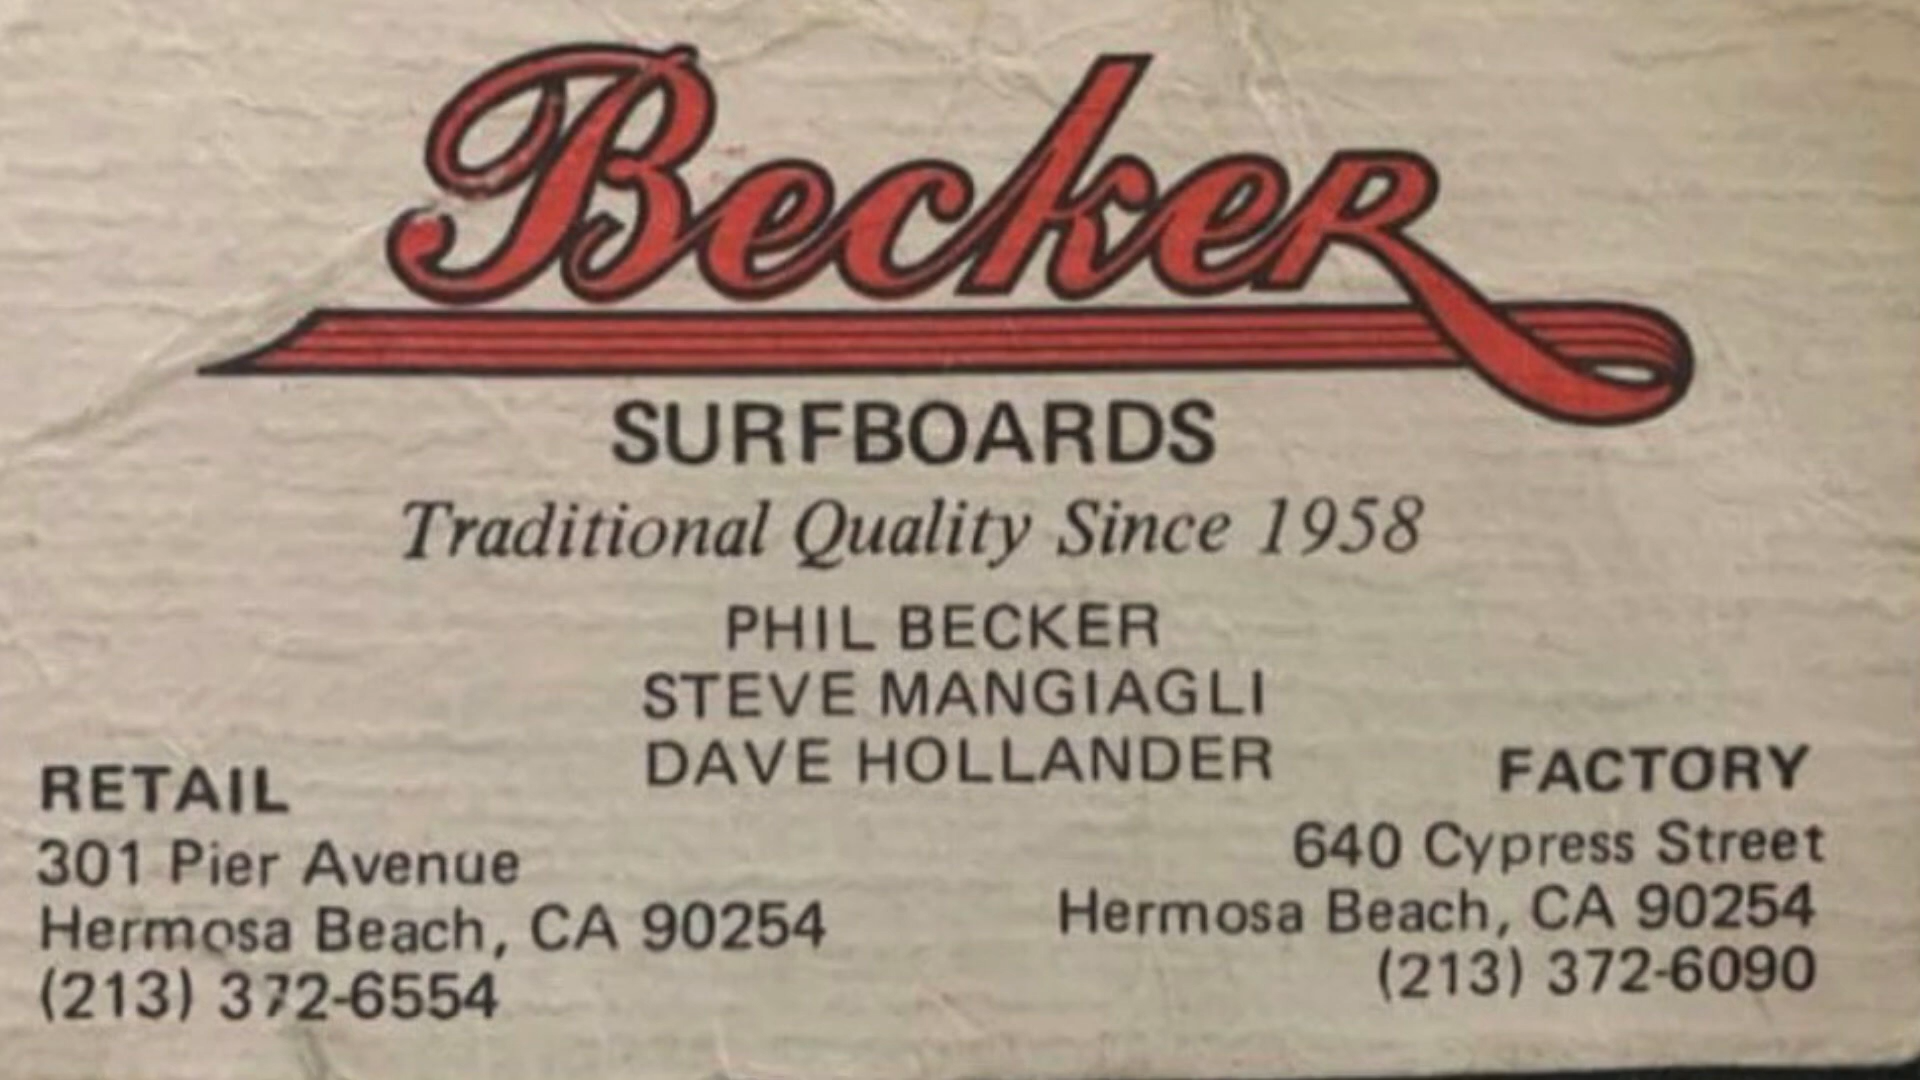 Becker
SURFBOARDS
Traditional Quality Since 1958
PHIL BECKER
STEVE MANGIAGLI
DAVE HOLLANDER
RETAIL
301 Pier Avenue
Hermosa Beach, CA 90254
(213) 372-6554
FACTORY
640 Cypress Street
Hermosa Beach, CA 90254
(213) 372-6090